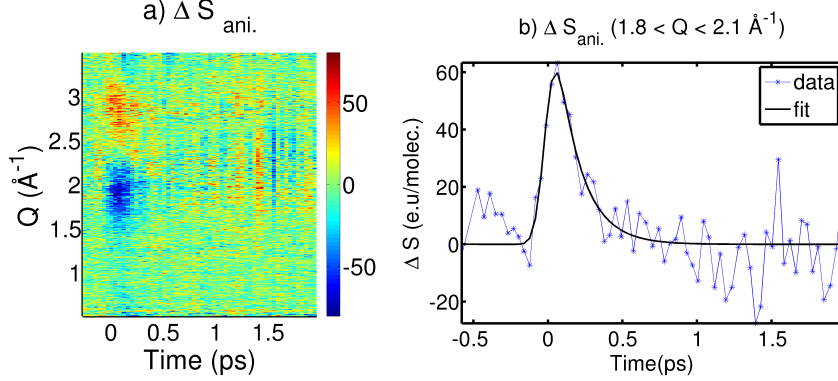 a) Δ S ani.
3
2.5
2
1.5
1
Q (Å⁻¹)
0 0.5 1 1.5
Time (ps)
50
0
-50
b) Δ S ani. (1.8 < Q < 2.1 Å⁻¹)
60
40
20
0
-20
Δ S (e.u/molec.)
data
fit
-0.5 0 0.5 1 1.5
Time(ps)